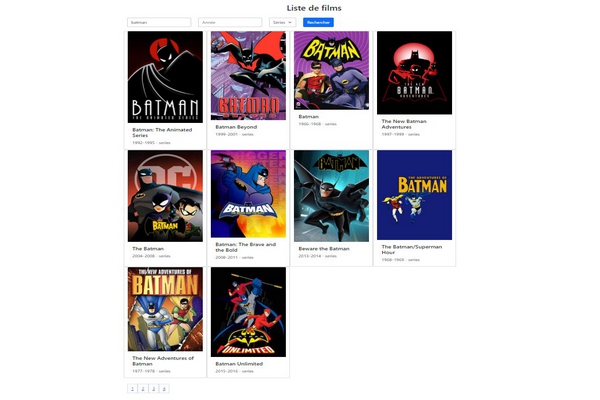 Liste de films
batman
Année
Séries
Rechercher
BATMAN
THE ANIMATED SERIES
Batman: The Animated
Series
1992–1995 - series
BATMAN
Batman Beyond
1999–2001 - series
BATMAN
Batman
1966–1968 - series
THE NEW
BATMAN
ADVENTURES
The New Batman
Adventures
1997–1999 - series
DC
THE
BATMAN
The Batman
2004–2008 - series
BATMAN
Batman: The Brave and
the Bold
2008–2011 - series
BATMAN
Beware the Batman
2013–2014 - series
THE ADVENTURES OF
BATMAN
The Batman/Superman
Hour
1968–1969 - series
THE NEW ADVENTURES OF
BATMAN
The New Adventures of
Batman
1977–1978 - series
UNLIMITED
Batman Unlimited
2015–2016 - series
1 2 3 4